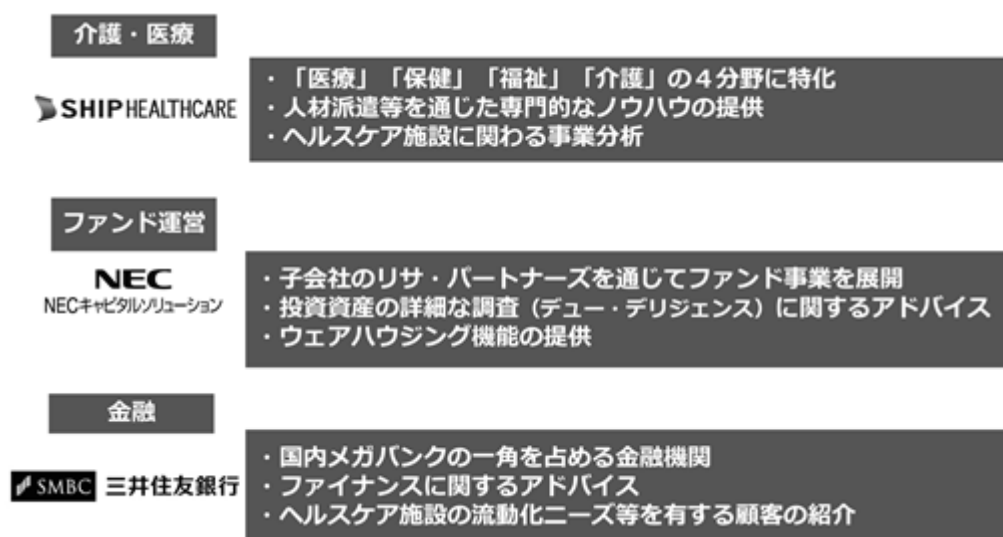 介護・医療
SHIP HEALTHCARE
・「医療」「保健」「福祉」「介護」の４分野に特化
・人材派遣等を通じた専門的なノウハウの提供
・ヘルスケア施設に関わる事業分析
ファンド運営
NEC
NECキャピタルソリューション
・子会社のリサ・パートナーズを通じてファンド事業を展開
・投資資産の詳細な調査（デュー・デリジェンス）に関するアドバイス
・ウェアハウジング機能の提供
金融
SMBC 三井住友銀行
・国内メガバンクの一角を占める金融機関
・ファイナンスに関するアドバイス
・ヘルスケア施設の流動化ニーズ等を有する顧客の紹介